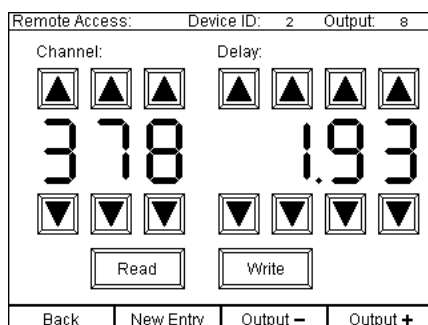 Remote Access: Device ID: 2 Output: 8
Channel: Delay:
378 1.93
Read Write
Back New Entry Output − Output +